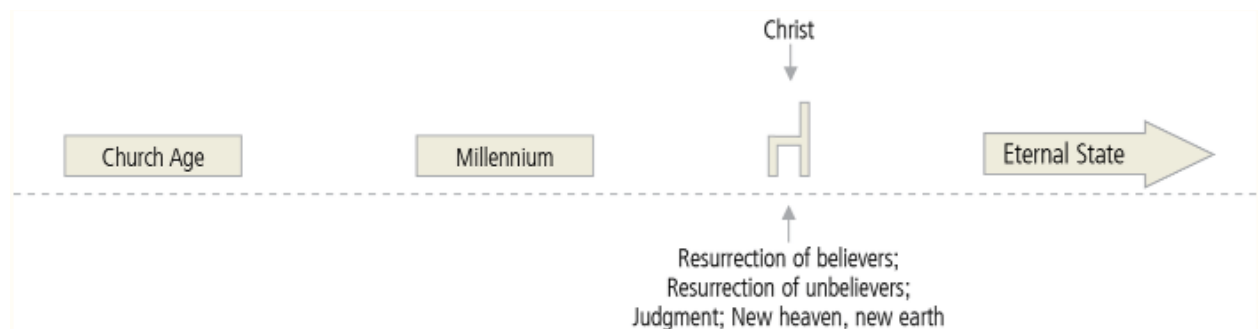 Christ
Church Age
Millennium
Eternal State
Resurrection of believers;
Resurrection of unbelievers;
Judgment; New heaven, new earth